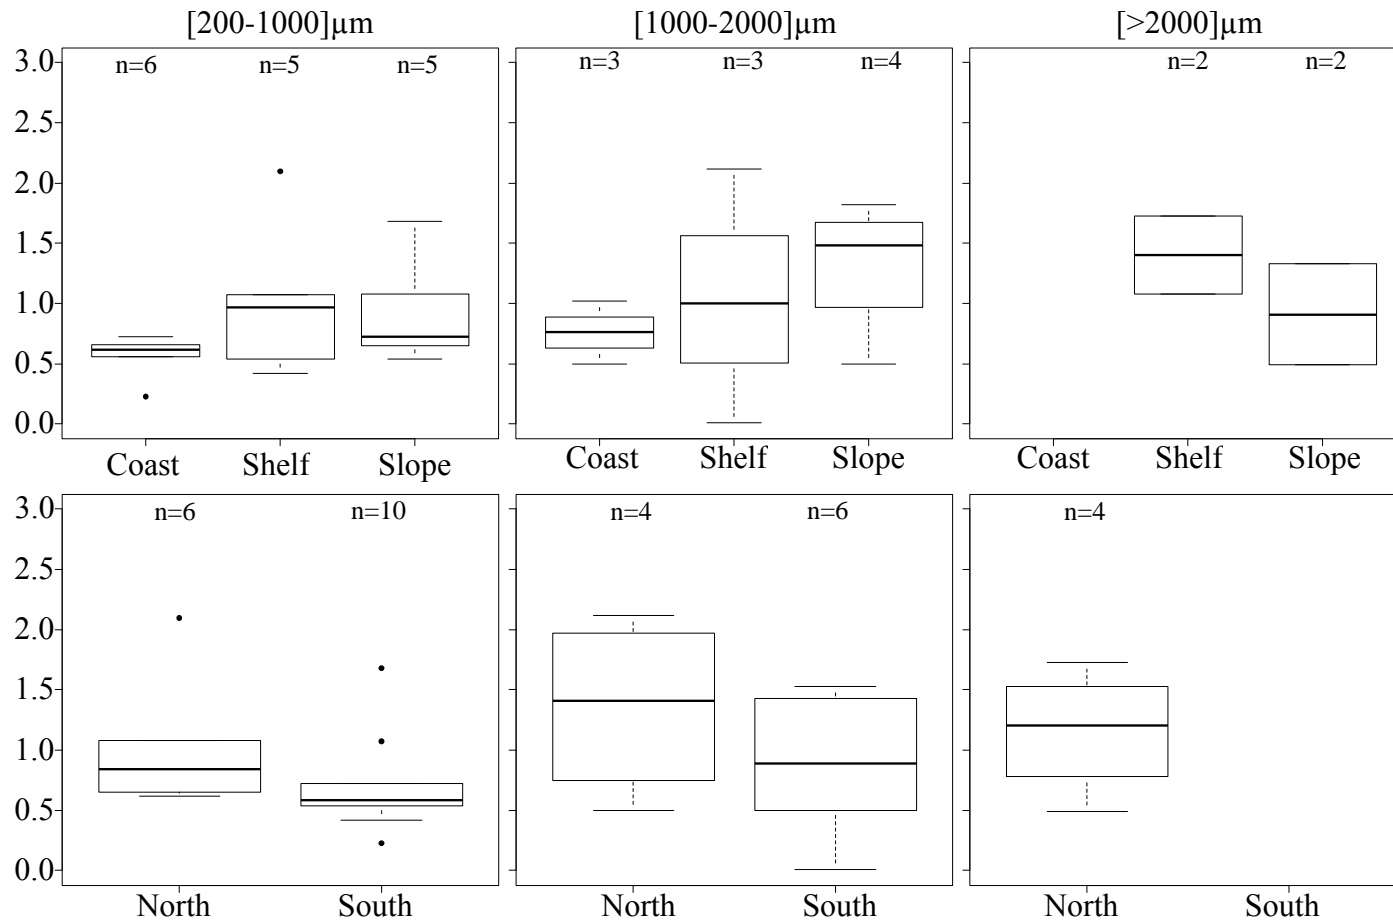 [200-1000]µm [1000-2000]µm [>2000]µm
n=6 n=5 n=5 n=3 n=3 n=4 n=2 n=2
3.0
2.5
2.0
1.5
1.0
0.5
0.0
Coast Shelf Slope Coast Shelf Slope Coast Shelf Slope
n=6 n=10 n=4 n=6 n=4
3.0
2.5
2.0
1.5
1.0
0.5
0.0
North South North South North South